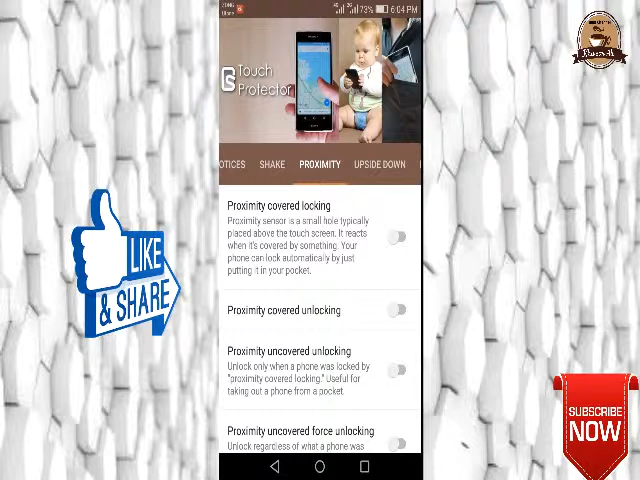 ZONG
Ufone
73%
6:04 PM
Touch
Protector
OTICES
SHAKE
PROXIMITY
UPSIDE DOWN
Proximity covered locking
Proximity sensor is a small hole typically
placed above the touch screen. It reacts
when it's covered by something. Your
phone can lock automatically by just
putting it in your pocket.
Proximity covered unlocking
Proximity uncovered unlocking
Unlock only when a phone was locked by
"proximity covered locking." Useful for
taking out a phone from a pocket.
Proximity uncovered force unlocking
Unlock regardless of what a phone was
LIKE
& SHARE
SUBSCRIBE
NOW